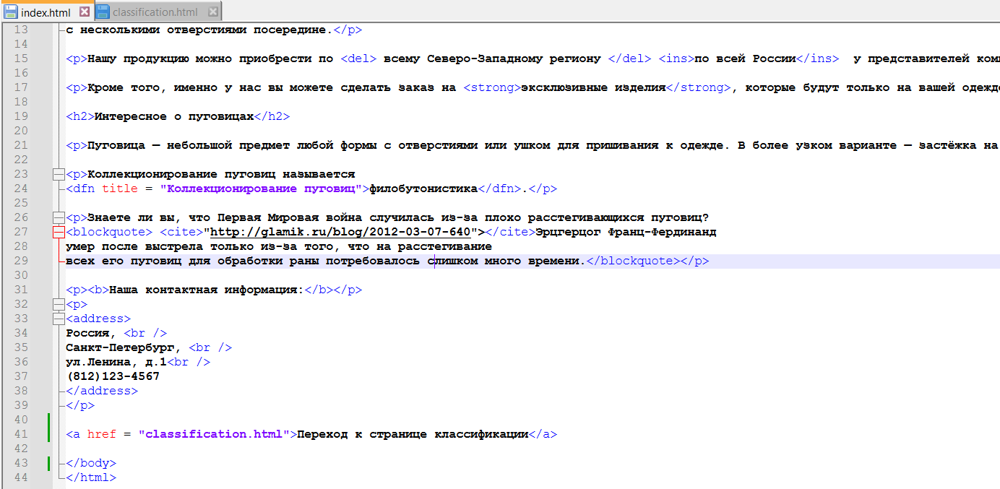 index.html classification.html
13 с несколькими отверстиями посередине.</p>
14
15 <p>Нашу продукцию можно приобрести по <del> всему Северо-Западному региону </del> <ins>по всей России</ins>  у представителей
16
17 <p>Кроме того, именно у нас вы можете сделать заказ на <strong>эксклюзивные изделия</strong>, которые будут только на вашей
18
19 <h2>Интересное о пуговицах</h2>
20
21 <p>Пуговица — небольшой предмет любой формы с отверстиями или ушком для пришивания к одежде. В более узком варианте — застёжка на
22
23 <p>Коллекционирование пуговиц называется
24 <dfn title = "Коллекционирование пуговиц">филобутонистика</dfn>.</p>
25
26 <p>Знаете ли вы, что Первая Мировая война случилась из-за плохо расстегивающихся пуговиц?
27 <blockquote> <cite>"http://glamik.ru/blog/2012-03-07-640"></cite>Эрцгерцог Франц-Фердинанд
28 умер после выстрела только из-за того, что на расстегивание
29 всех его пуговиц для обработки раны потребовалось слишком много времени.</blockquote></p>
30
31 <p><b>Наша контактная информация:</b></p>
32 <p>
33 <address>
34 Россия, <br />
35 Санкт-Петербург, <br />
36 ул.Ленина, д.1<br />
37 (812)123-4567
38 </address>
39 </p>
40
41 <a href = "classification.html">Переход к странице классификации</a>
42
43 </body>
44 </html>